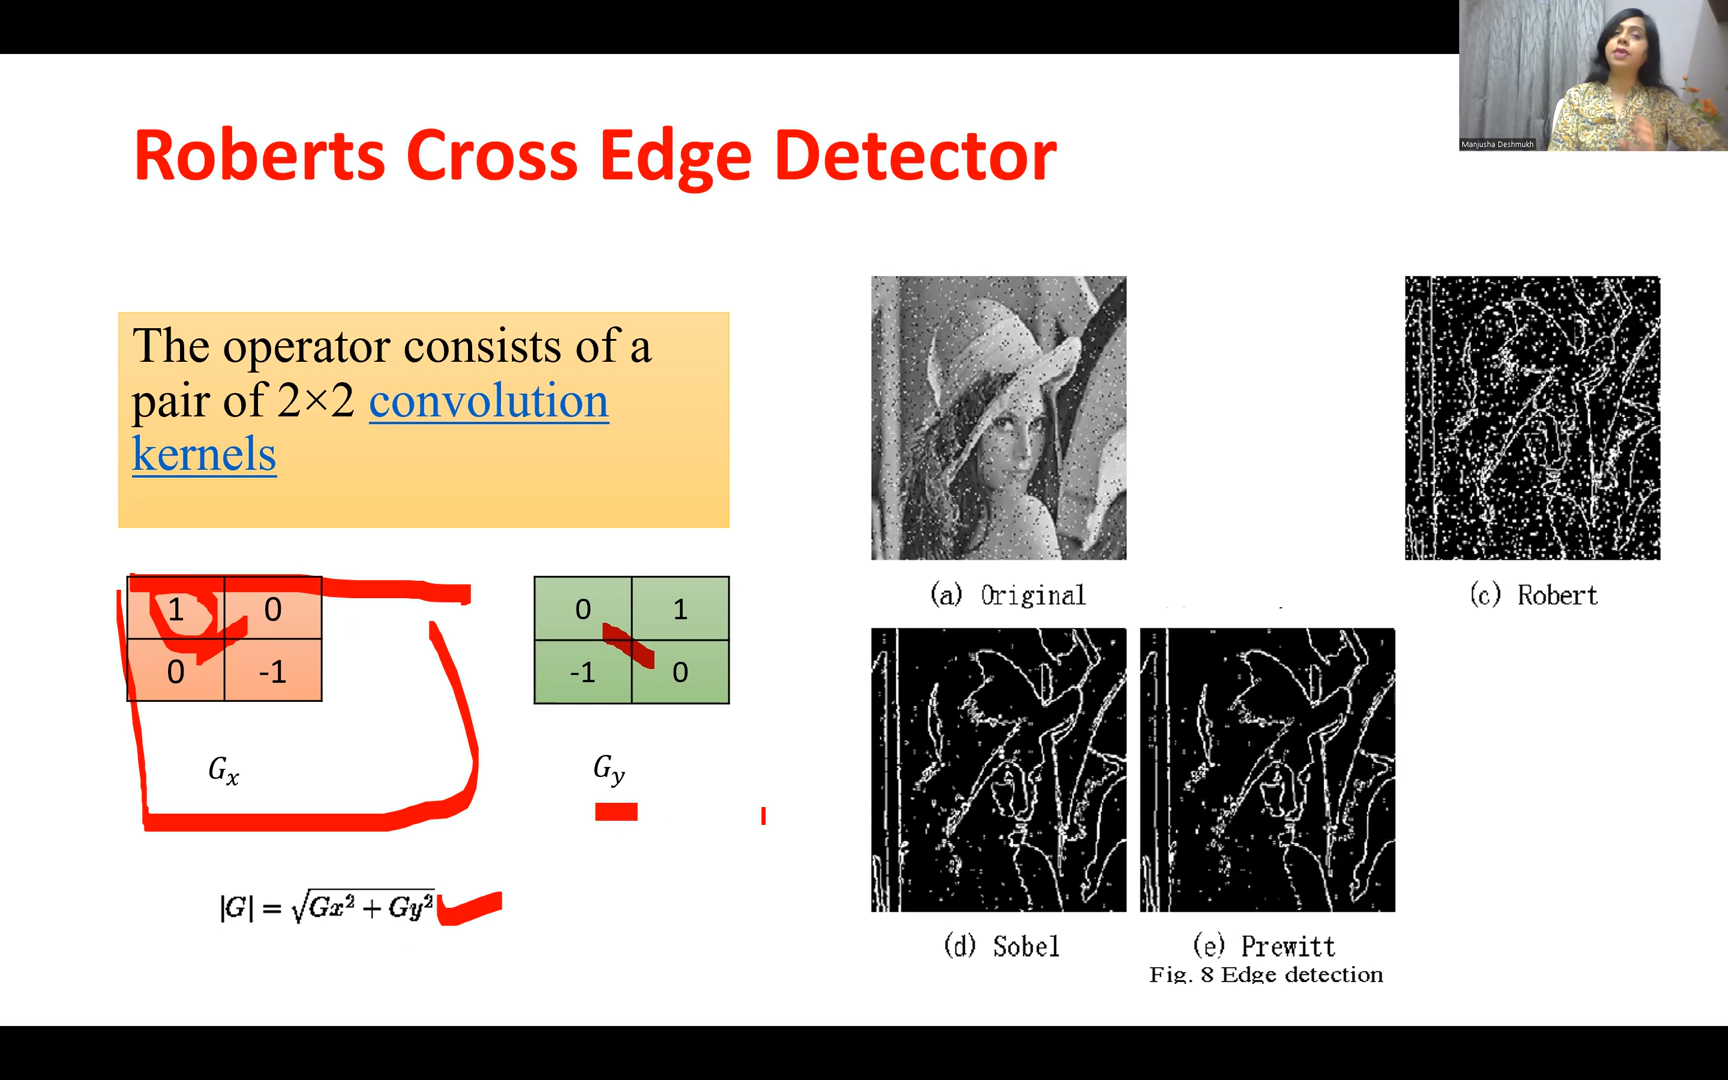 Manjusha Deshmukh
Roberts Cross Edge Detector
The operator consists of a
pair of 2×2 convolution
kernels
1 0
0 -1
Gx
0 1
-1 0
Gy
|G| = √Gx² + Gy²
(a) Original
(c) Robert
(d) Sobel
(e) Prewitt
Fig. 8 Edge detection